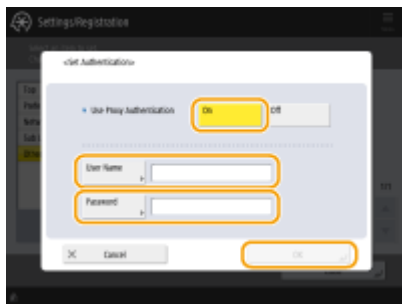 Settings/Registration
<Set Authentication>
Use Proxy Authentication
On
Off
User Name
Password
Cancel
OK